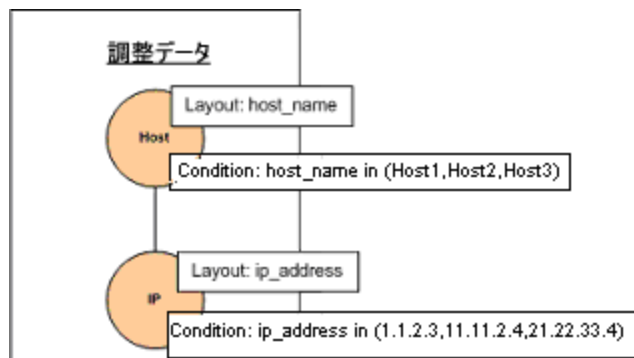 調整データ
Layout: host_name
Host
Condition: host_name in (Host1,Host2,Host3)
Layout: ip_address
IP
Condition: ip_address in (1.1.2.3,11.11.2.4,21.22.33.4)